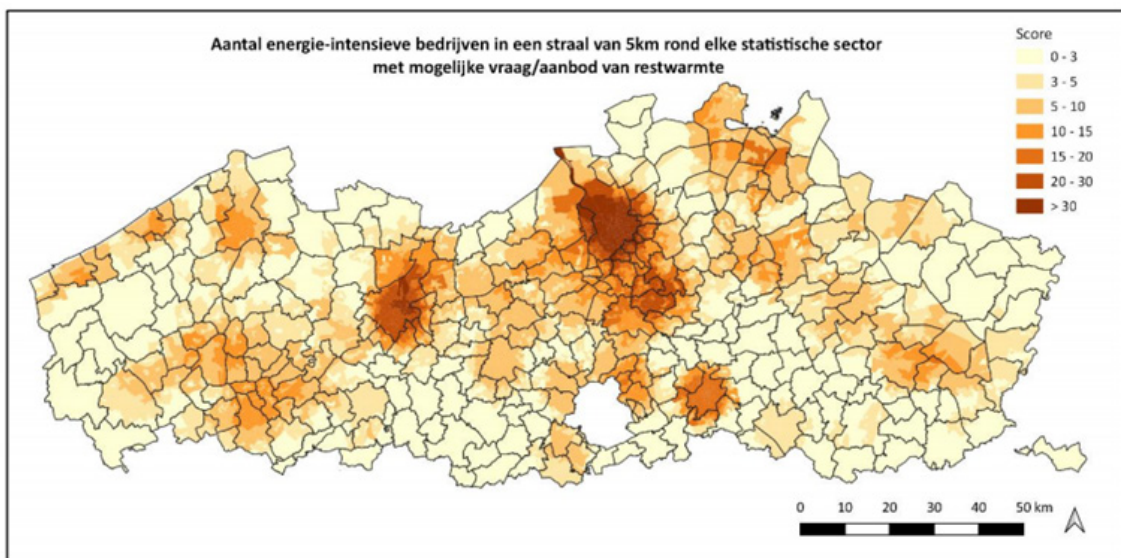 Aantal energie-intensieve bedrijven in een straal van 5km rond elke statistische sector
met mogelijke vraag/aanbod van restwarmte
Score
0 - 3
3 - 5
5 - 10
10 - 15
15 - 20
20 - 30
> 30
0 10 20 30 40 50 km